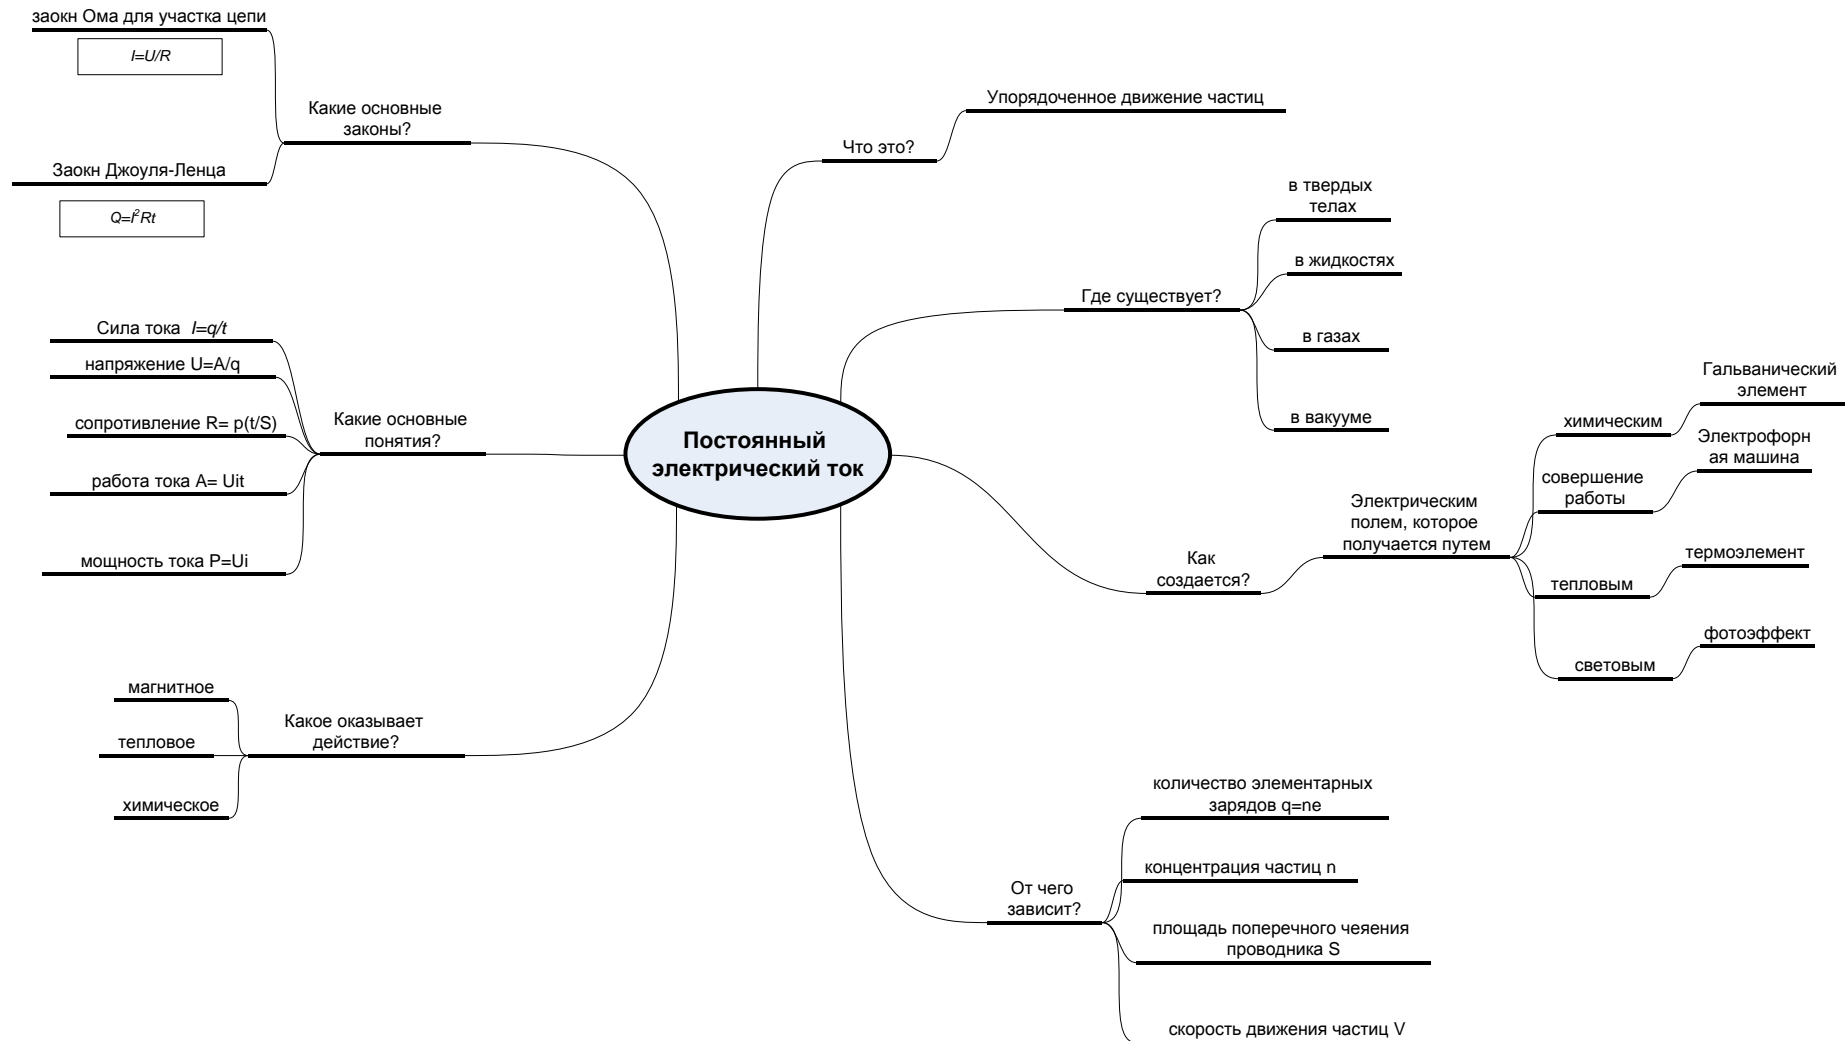 заокн Ома для участка цепи
I=U/R
Какие основные
законы?
Заокн Джоуля-Ленца
Q=I²Rt
Упорядоченное движение частиц
Что это?
в твердых
телах
в жидкостях
Где существует?
в газах
в вакууме
Сила тока I=q/t
напряжение U=A/q
сопротивление R= p(t/S)
Какие основные
понятия?
работа тока A= Uit
мощность тока P=Ui
Постоянный
электрический ток
Гальванический
элемент
химическим
Электрофорн
ая машина
совершение
работы
Электрическим
полем, которое
получается путем
Как
создается?
термоэлемент
тепловым
фотоэффект
световым
магнитное
Какое оказывает
действие?
тепловое
химическое
количество элементарных
зарядов q=ne
концентрация частиц n
От чего
зависит?
площадь поперечного чеяения
проводника S
скорость движения частиц V